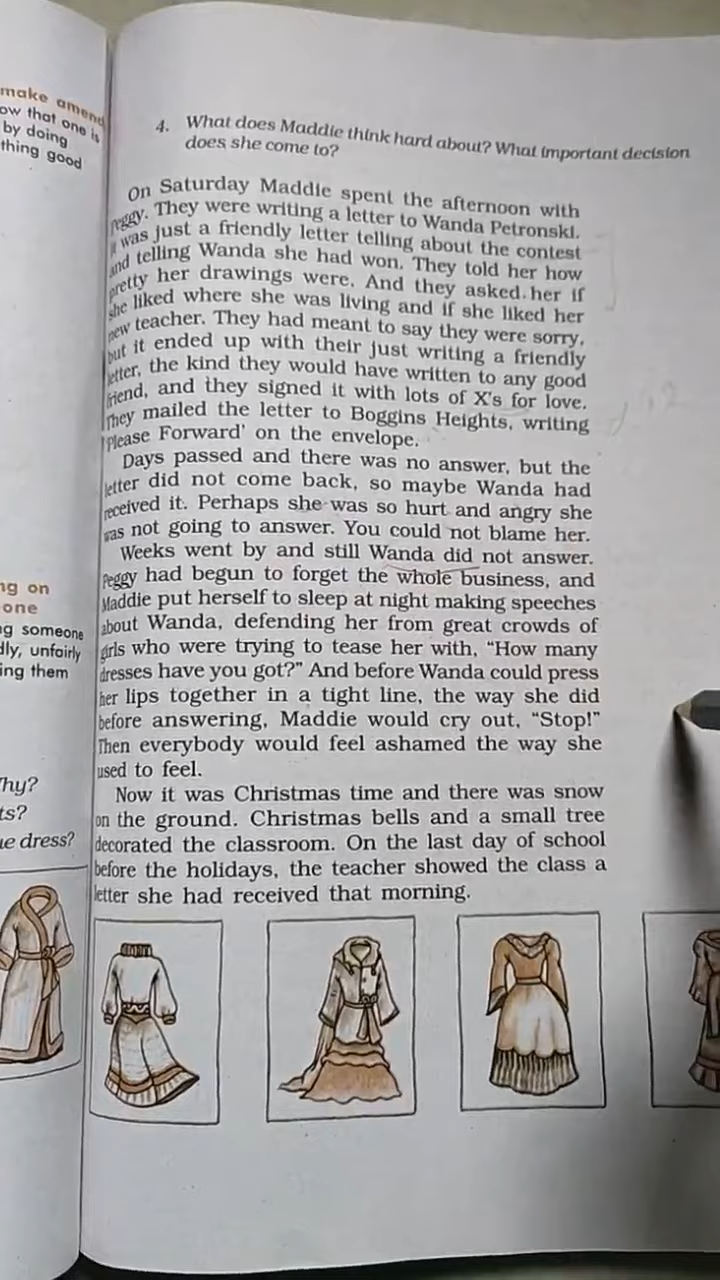 make amend
ow that one is
by doing
thing good
ng on
one
g someone
lly, unfairly
ing them
hy?
ts?
ue dress?
4. What does Maddie think hard about? What important decision
does she come to?
On Saturday Maddie spent the afternoon with
Peggy. They were writing a letter to Wanda Petronski.
It was just a friendly letter telling about the contest
and telling Wanda she had won. They told her how
pretty her drawings were. And they asked her if
she liked where she was living and if she liked her
new teacher. They had meant to say they were sorry,
but it ended up with their just writing a friendly
letter, the kind they would have written to any good
friend, and they signed it with lots of X's for love.
They mailed the letter to Boggins Heights, writing
'Please Forward' on the envelope.
Days passed and there was no answer, but the
letter did not come back, so maybe Wanda had
received it. Perhaps she was so hurt and angry she
was not going to answer. You could not blame her.
Weeks went by and still Wanda did not answer.
Peggy had begun to forget the whole business, and
Maddie put herself to sleep at night making speeches
about Wanda, defending her from great crowds of
girls who were trying to tease her with, “How many
dresses have you got?” And before Wanda could press
her lips together in a tight line, the way she did
before answering, Maddie would cry out, “Stop!”
Then everybody would feel ashamed the way she
used to feel.
Now it was Christmas time and there was snow
on the ground. Christmas bells and a small tree
decorated the classroom. On the last day of school
before the holidays, the teacher showed the class a
letter she had received that morning.